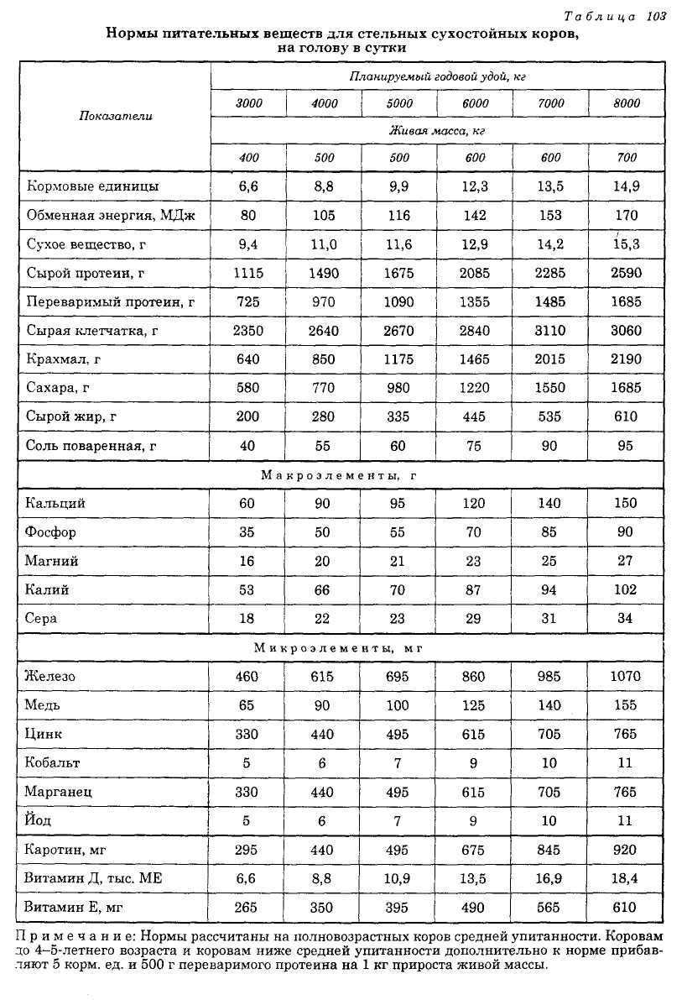 Таблица 103
Нормы питательных веществ для стельных сухостойных коров,
на голову в сутки
Показатели
Планируемый годовой удой, кг
3000 4000 5000 6000 7000 8000
Живая масса, кг
400 500 500 600 600 700
Кормовые единицы 6,6 8,8 9,9 12,3 13,5 14,9
Обменная энергия, МДж 80 105 116 142 153 170
Сухое вещество, г 9,4 11,0 11,6 12,9 14,2 15,3
Сырой протеин, г 1115 1490 1675 2085 2285 2590
Переваримый протеин, г 725 970 1090 1355 1485 1685
Сырая клетчатка, г 2350 2640 2670 2840 3110 3060
Крахмал, г 640 850 1175 1465 2015 2190
Сахара, г 580 770 980 1220 1550 1685
Сырой жир, г 200 280 335 445 535 610
Соль поваренная, г 40 55 60 75 90 95
Макроэлементы, г
Кальций 60 90 95 120 140 150
Фосфор 35 50 55 70 85 90
Магний 16 20 21 23 25 27
Калий 53 66 70 87 94 102
Сера 18 22 23 29 31 34
Микроэлементы, мг
Железо 460 615 695 860 985 1070
Медь 65 90 100 125 140 155
Цинк 330 440 495 615 705 765
Кобальт 5 6 7 9 10 11
Марганец 330 440 495 615 705 765
Йод 5 6 7 9 10 11
Каротин, мг 295 440 495 675 845 920
Витамин Д, тыс. МЕ 6,6 8,8 10,9 13,5 16,9 18,4
Витамин Е, мг 265 350 395 490 565 610
Примечание: Нормы рассчитаны на полновозрастных коров средней упитанности. Коровам
до 4–5-летнего возраста и коровам ниже средней упитанности дополнительно к норме прибав-
ляют 5 корм. ед. и 500 г переваримого протеина на 1 кг прироста живой массы.